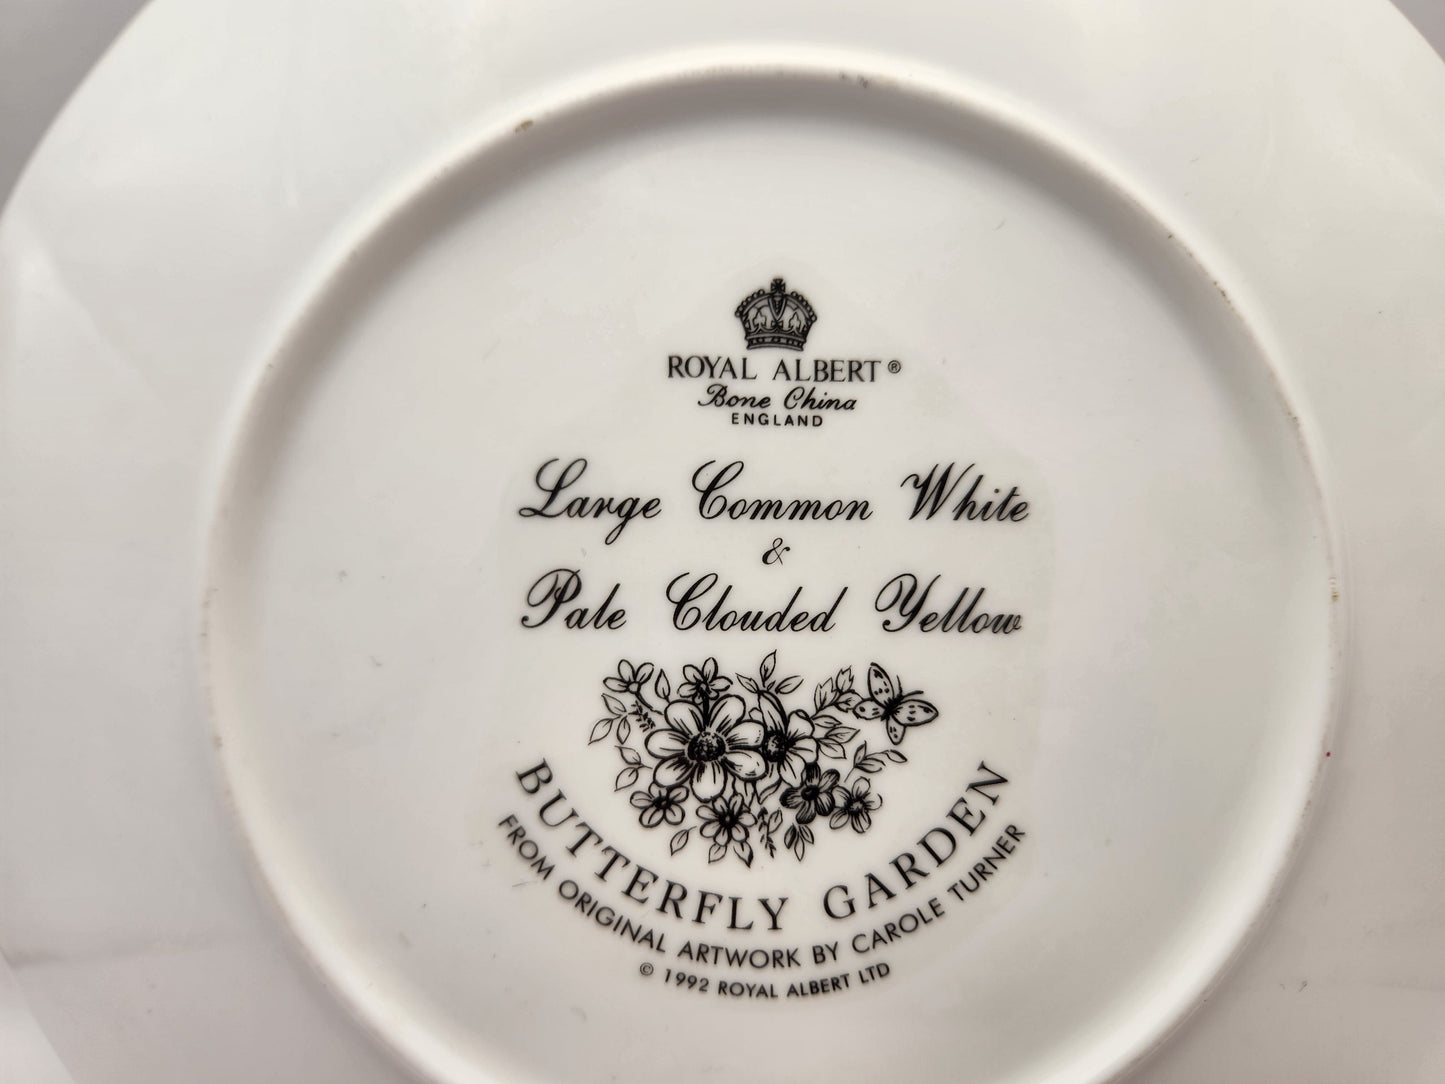 ROYAL ALBERT®
Bone China
ENGLAND
Large Common White
&
Pale Clouded Yellow
BUTTERFLY GARDEN
FROM ORIGINAL ARTWORK BY CAROLE TURNER
© 1992 ROYAL ALBERT LTD